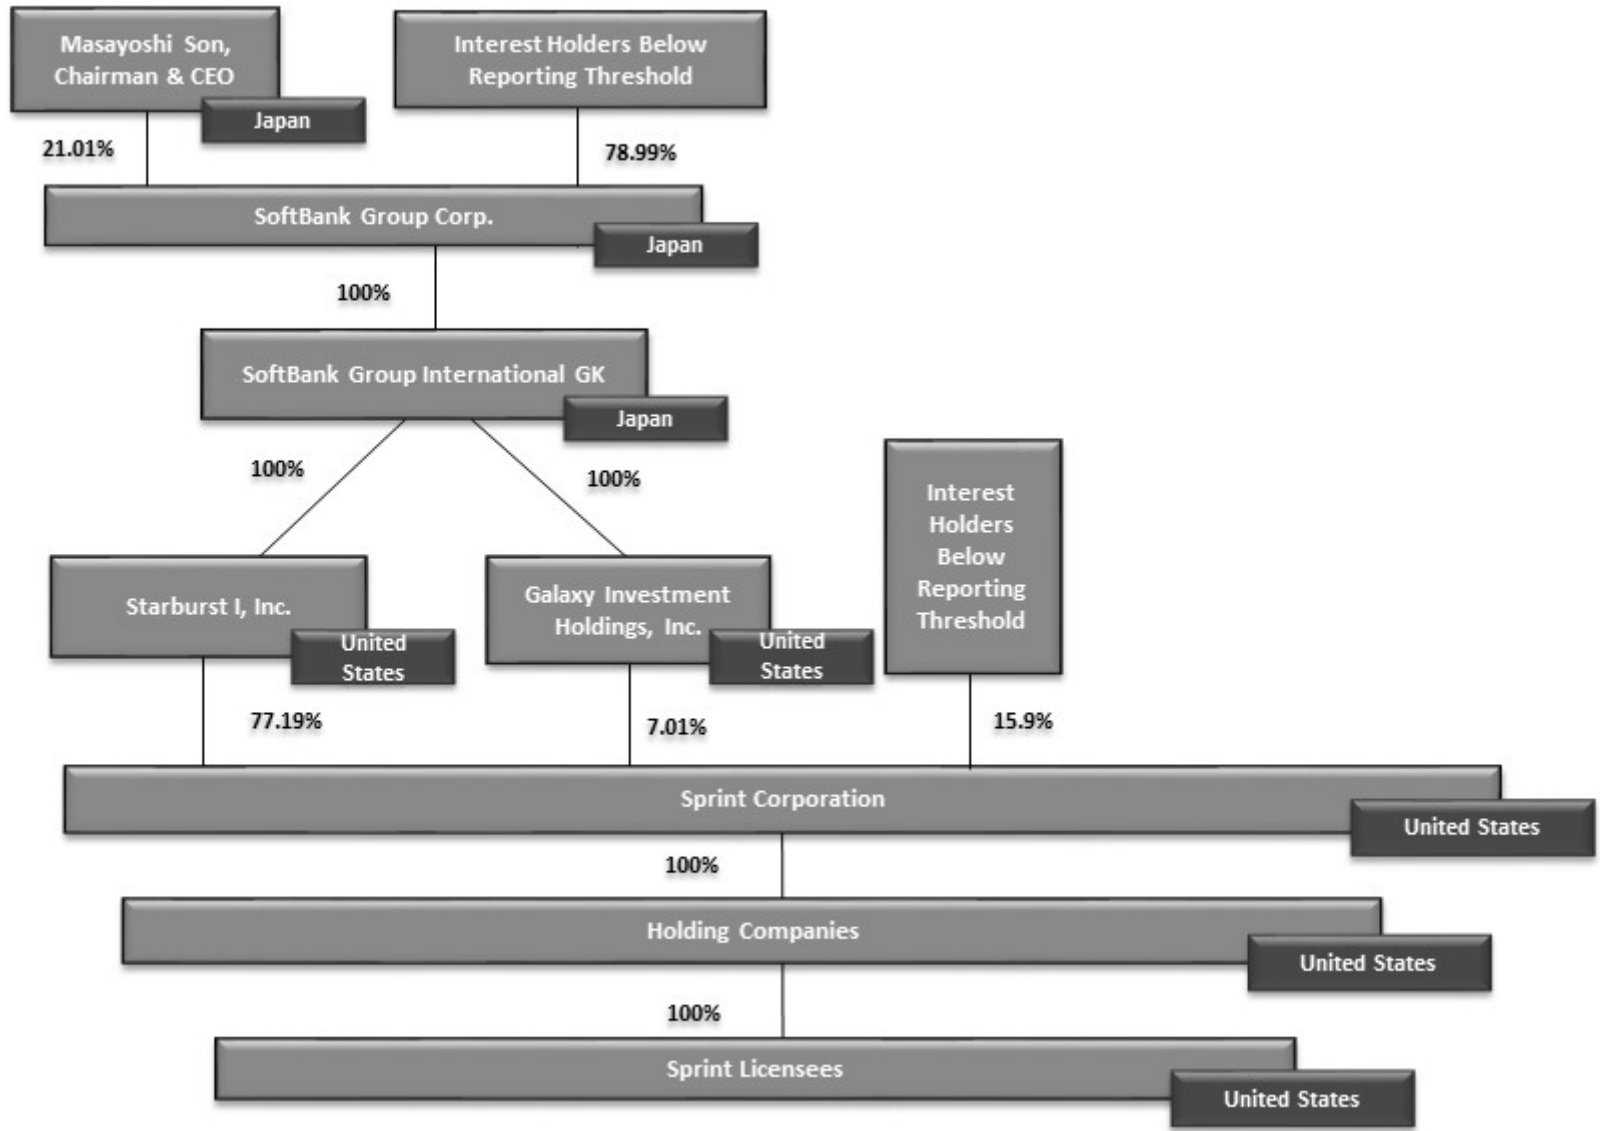 Masayoshi Son,
Chairman & CEO
Japan
Interest Holders Below
Reporting Threshold
21.01%
78.99%
SoftBank Group Corp.
Japan
100%
SoftBank Group International GK
Japan
100%
100%
Starburst I, Inc.
United
States
Galaxy Investment
Holdings, Inc.
United
States
Interest
Holders
Below
Reporting
Threshold
77.19%
7.01%
15.9%
Sprint Corporation
United States
100%
Holding Companies
United States
100%
Sprint Licensees
United States